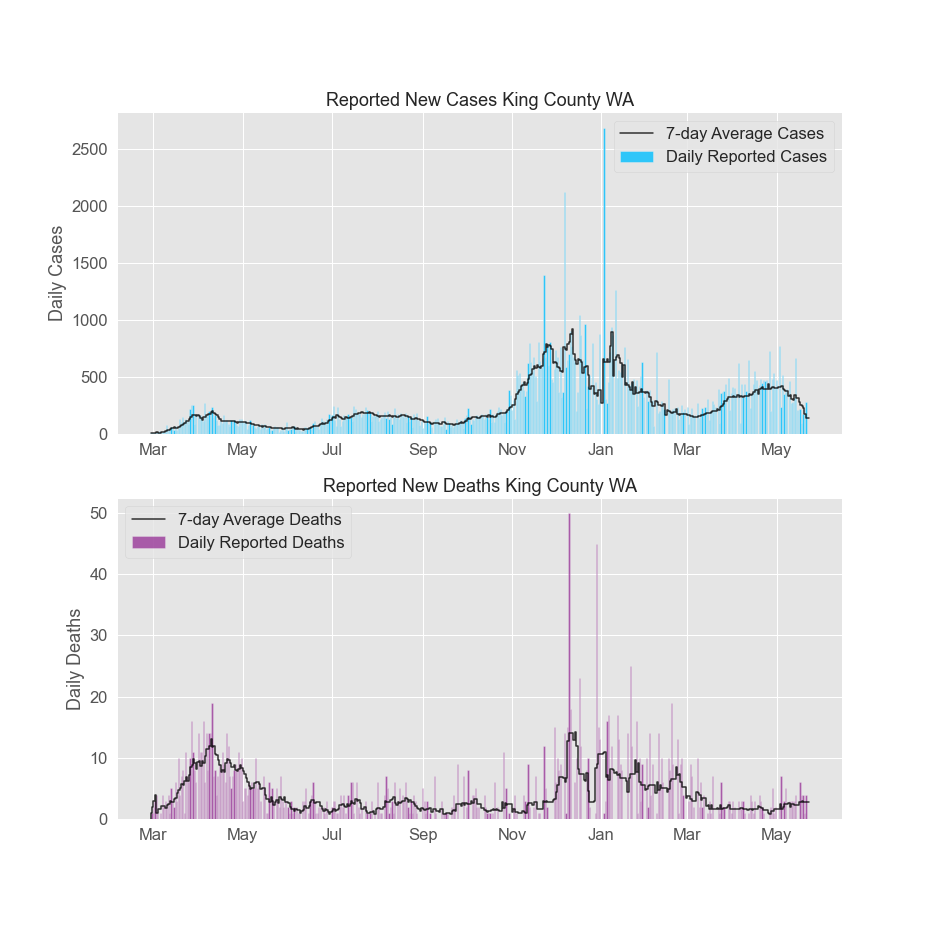 Reported New Cases King County WA
7-day Average Cases
Daily Reported Cases
Daily Cases
2500
2000
1500
1000
500
0
Mar May Jul Sep Nov Jan Mar May
Reported New Deaths King County WA
7-day Average Deaths
Daily Reported Deaths
Daily Deaths
50
40
30
20
10
0
Mar May Jul Sep Nov Jan Mar May